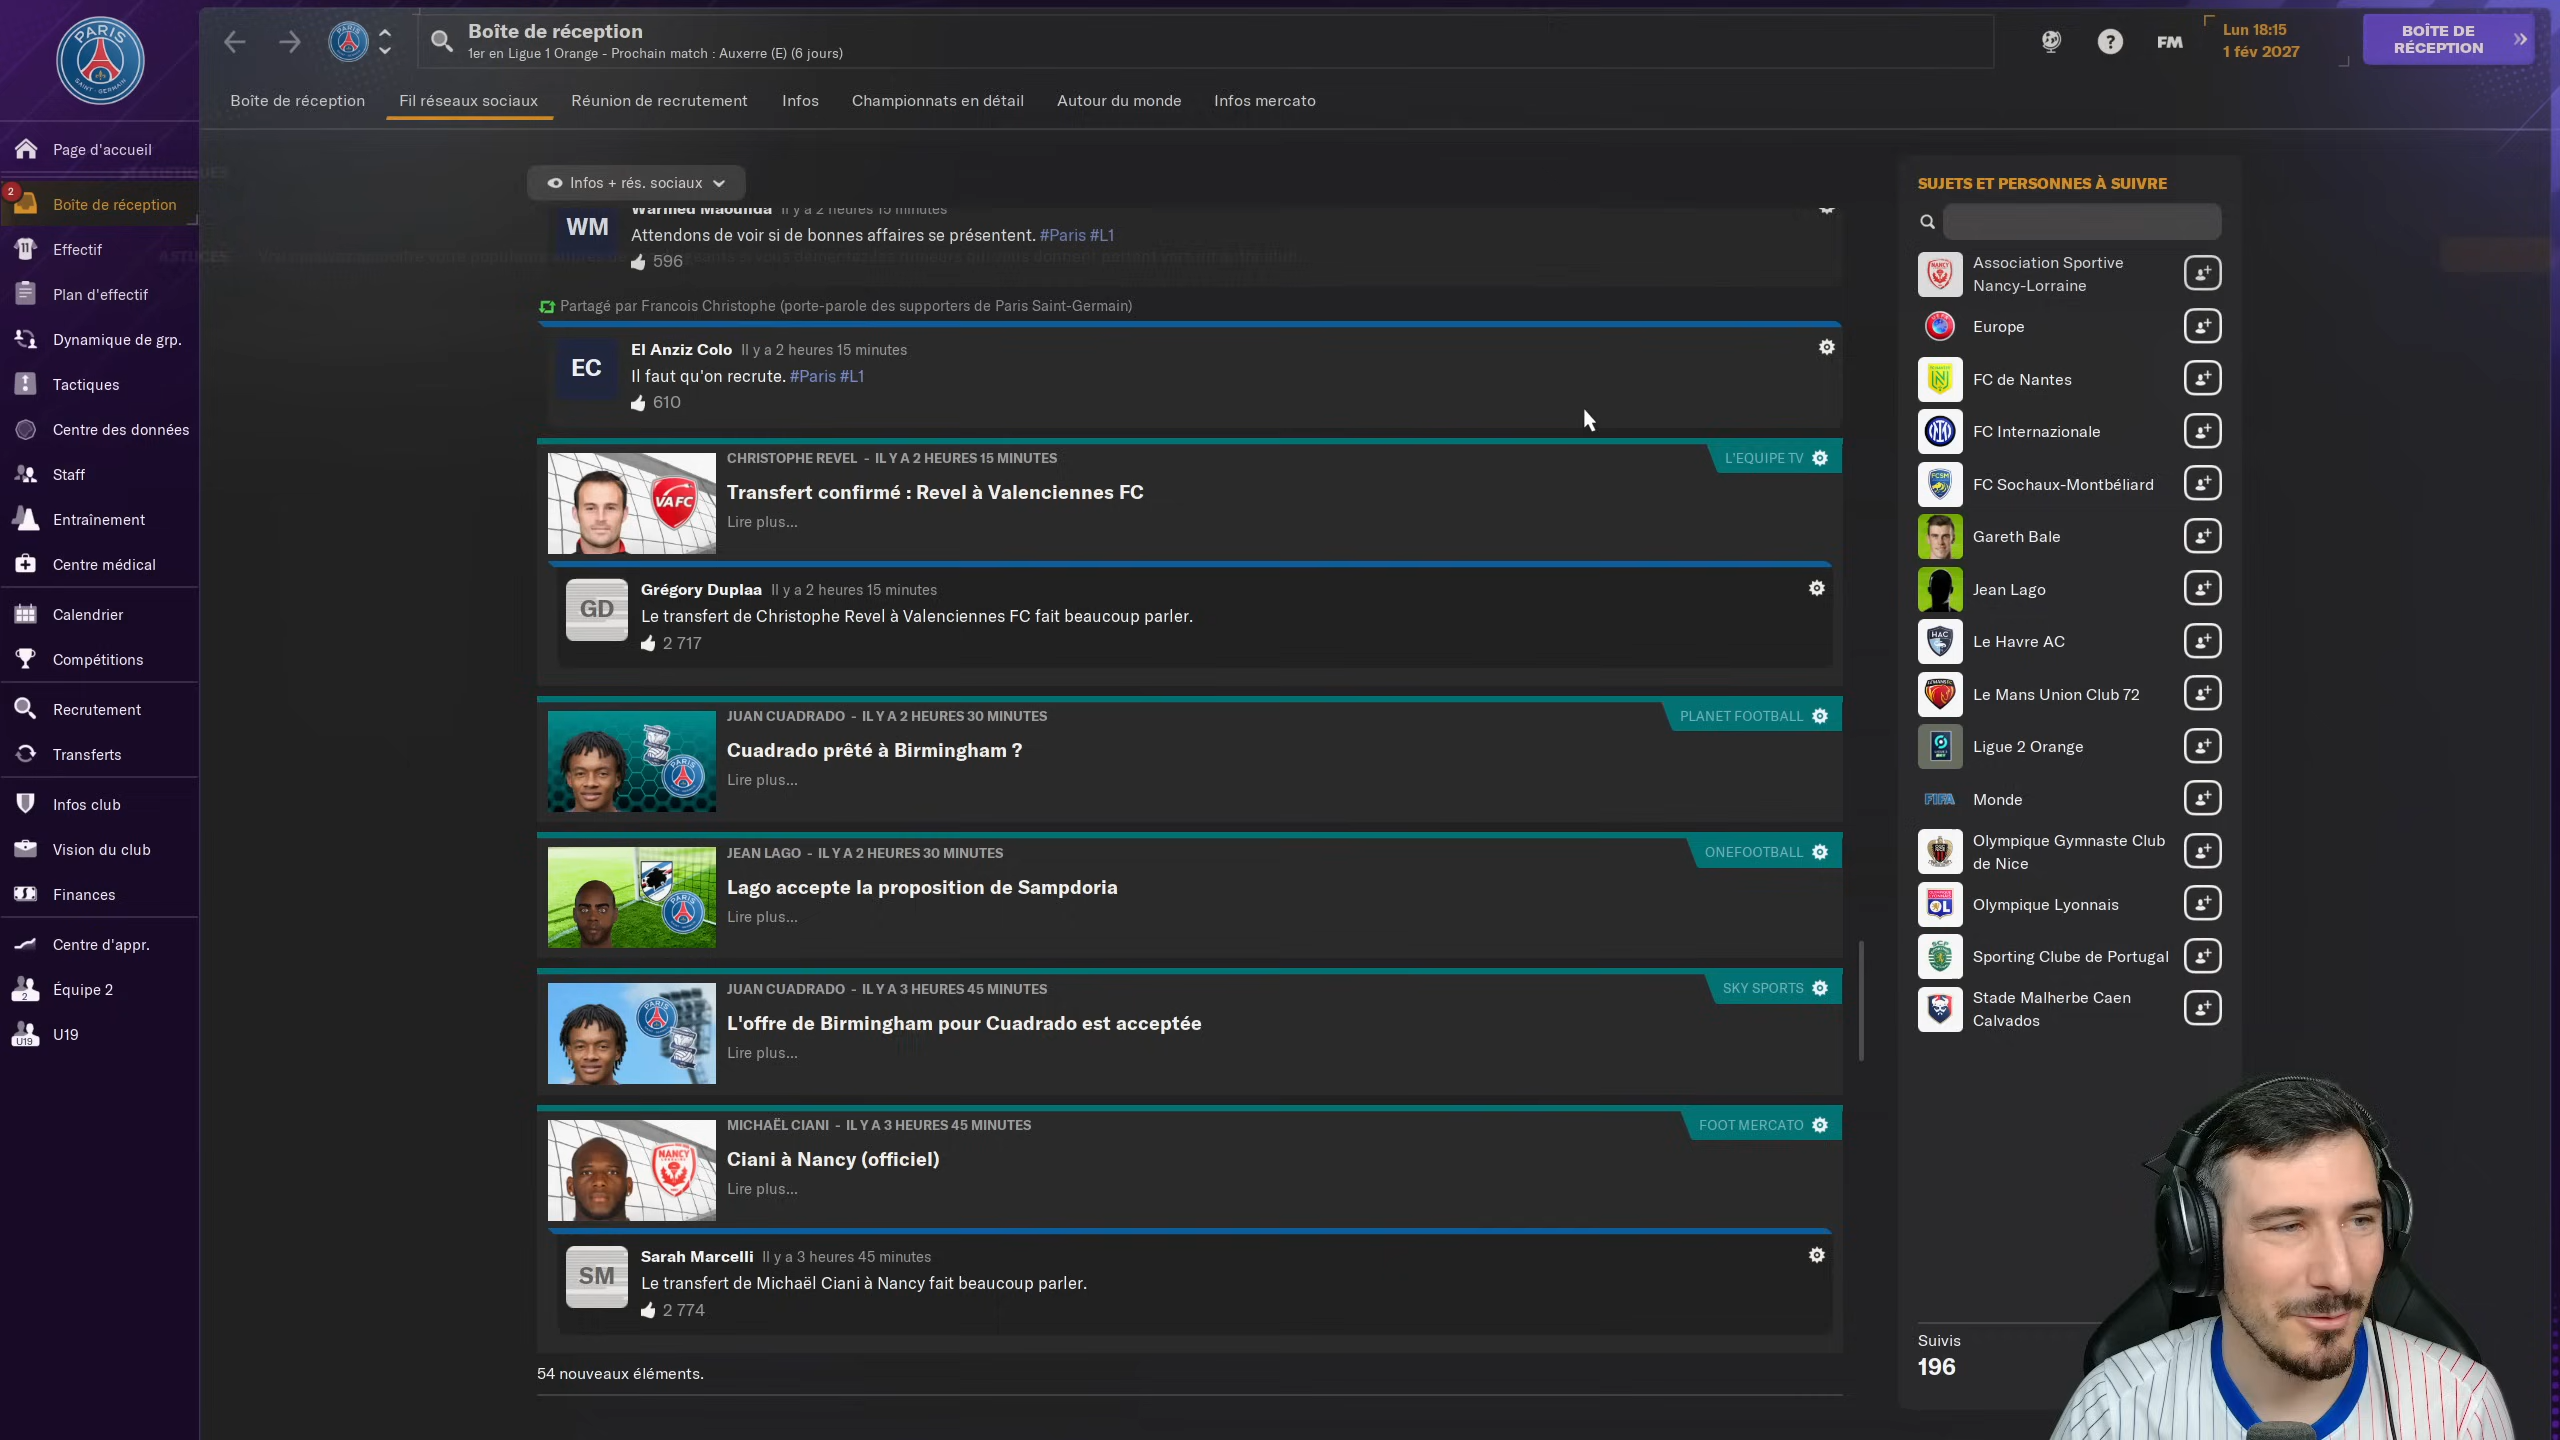 Boîte de réception
1er en Ligue 1 Orange - Prochain match : Auxerre (E) (6 jours)
FM
Lun 18:15
1 fév 2027
BOÎTE DE
RÉCEPTION
Boîte de réception
Fil réseaux sociaux
Réunion de recrutement
Infos
Championnats en détail
Autour du monde
Infos mercato
Page d'accueil
2
Boîte de réception
Effectif
Plan d'effectif
Dynamique de grp.
Tactiques
Centre des données
Staff
Entraînement
Centre médical
Calendrier
Compétitions
Recrutement
Transferts
Infos club
Vision du club
Finances
Centre d'appr.
2
Équipe 2
U19
U19
Infos + rés. sociaux
WM
Warmed Maoulida Il y a 2 heures 15 minutes
Attendons de voir si de bonnes affaires se présentent. #Paris #L1
596
Partagé par Francois Christophe (porte-parole des supporters de Paris Saint-Germain)
EC
El Anziz Colo Il y a 2 heures 15 minutes
Il faut qu'on recrute. #Paris #L1
610
CHRISTOPHE REVEL - IL Y A 2 HEURES 15 MINUTES
L'EQUIPE TV
Transfert confirmé : Revel à Valenciennes FC
Lire plus...
GD
Grégory Duplaa Il y a 2 heures 15 minutes
Le transfert de Christophe Revel à Valenciennes FC fait beaucoup parler.
2 717
JUAN CUADRADO - IL Y A 2 HEURES 30 MINUTES
PLANET FOOTBALL
Cuadrado prêté à Birmingham ?
Lire plus...
JEAN LAGO - IL Y A 2 HEURES 30 MINUTES
ONEFOOTBALL
Lago accepte la proposition de Sampdoria
Lire plus...
JUAN CUADRADO - IL Y A 3 HEURES 45 MINUTES
SKY SPORTS
L'offre de Birmingham pour Cuadrado est acceptée
Lire plus...
MICHAËL CIANI - IL Y A 3 HEURES 45 MINUTES
FOOT MERCATO
Ciani à Nancy (officiel)
Lire plus...
SM
Sarah Marcelli Il y a 3 heures 45 minutes
Le transfert de Michaël Ciani à Nancy fait beaucoup parler.
2 774
54 nouveaux éléments.
SUJETS ET PERSONNES À SUIVRE
Association Sportive
Nancy-Lorraine
Europe
FC de Nantes
FC Internazionale
FC Sochaux-Montbéliard
Gareth Bale
Jean Lago
Le Havre AC
Le Mans Union Club 72
Ligue 2 Orange
FIFA
Monde
Olympique Gymnaste Club
de Nice
Olympique Lyonnais
Sporting Clube de Portugal
Stade Malherbe Caen
Calvados
Suivis
196